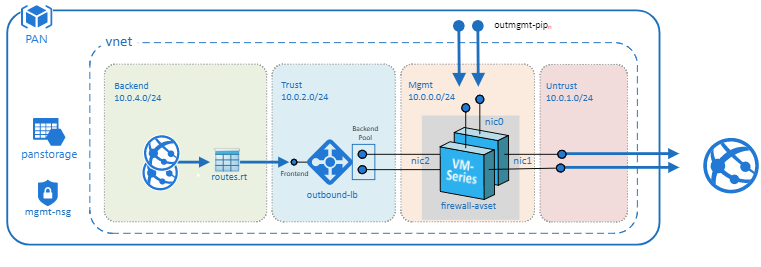 PAN
vnet
outmgmt-pip
Backend
10.0.4.0/24
Trust
10.0.2.0/24
Mgmt
10.0.0.0/24
Untrust
10.0.1.0/24
nic0
Backend
Pool
panstorage
routes.rt
Frontend
nic2
VM-
Series
nic1
outbound-lb
firewall-avset
mgmt-nsg